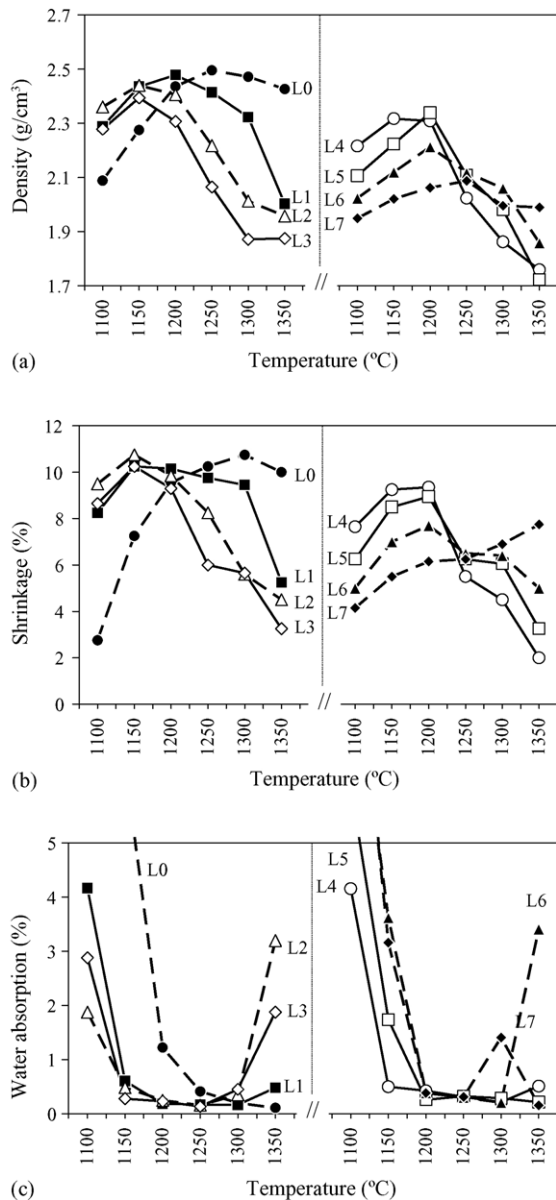 2.9
2.5
2.3
2.1
1.9
1.7
Density (g/cm³)
L0
L1
L2
L3
L4
L5
L6
L7
1100
1150
1200
1250
1300
1350
//
1100
1150
1200
1250
1300
1350
Temperature (ºC)
(a)
12
10
8
6
4
2
0
Shrinkage (%)
L0
L1
L2
L3
L4
L5
L6
L7
1100
1150
1200
1250
1300
1350
//
1100
1150
1200
1250
1300
1350
Temperature (ºC)
(b)
5
4
3
2
1
0
Water absorption (%)
L0
L2
L3
L1
L5
L4
L6
L7
1100
1150
1200
1250
1300
1350
//
1100
1150
1200
1250
1300
1350
Temperature (ºC)
(c)